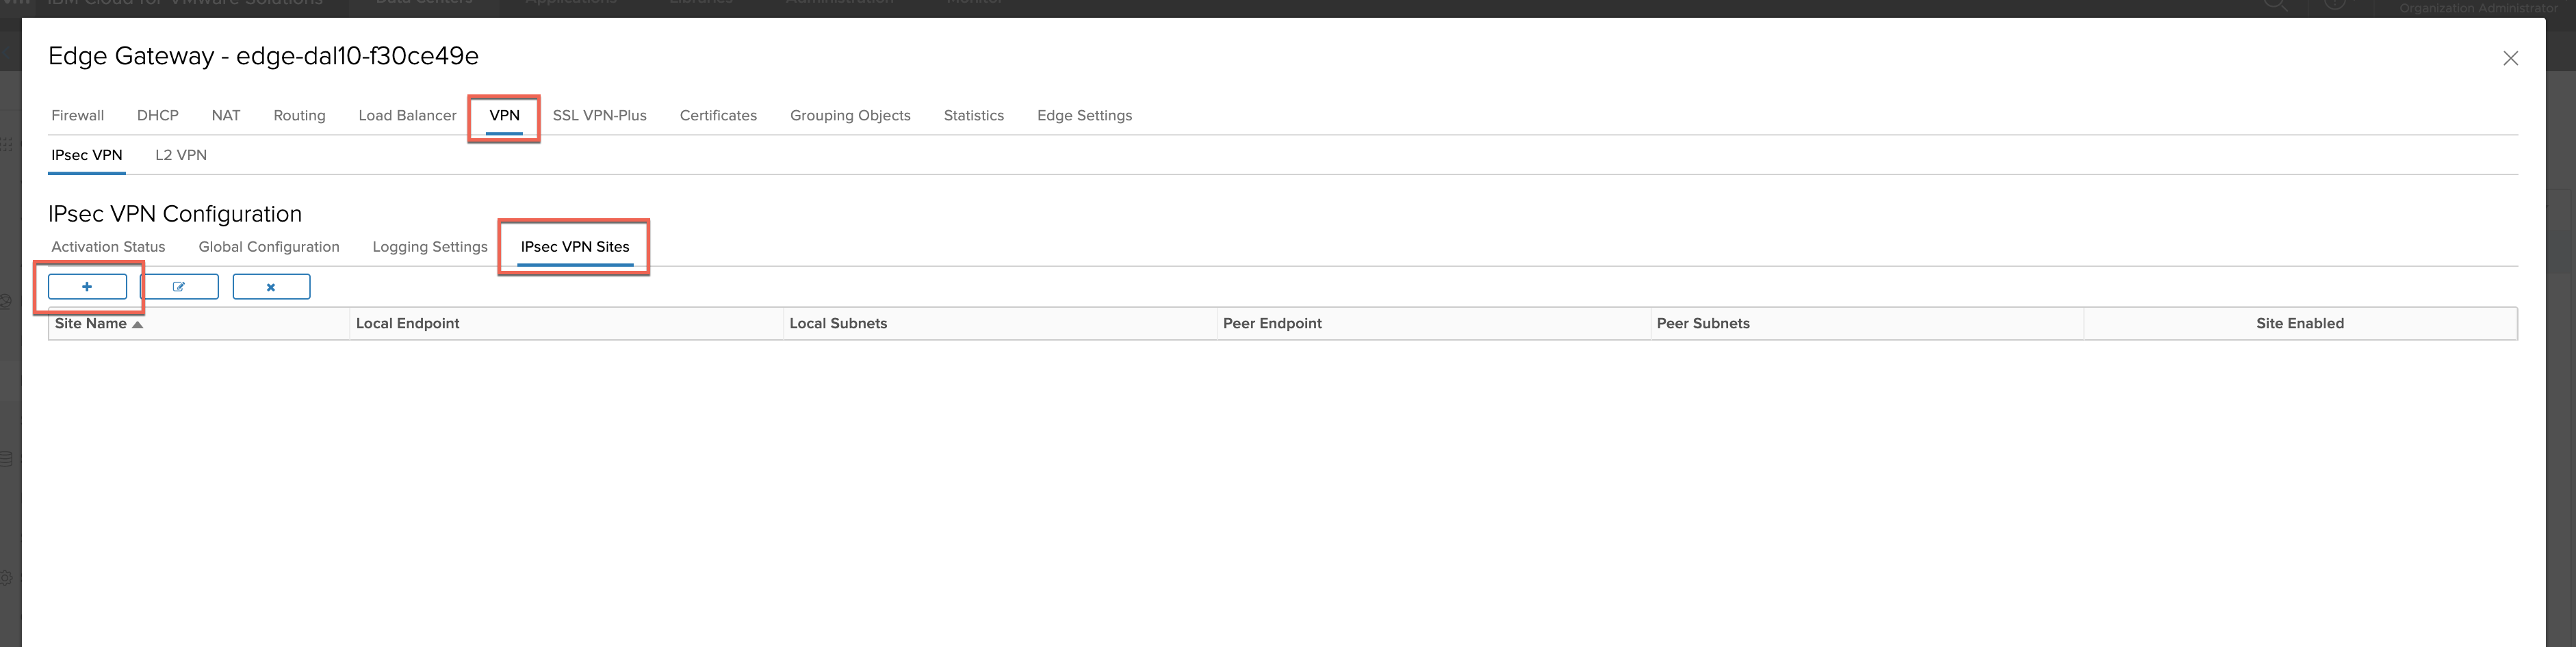 IBM Cloud for VMware Solutions Data Centers Applications Libraries Administration Monitor
Organization Administrator
Edge Gateway - edge-dal10-f30ce49e
Firewall DHCP NAT Routing Load Balancer VPN SSL VPN-Plus Certificates Grouping Objects Statistics Edge Settings
IPsec VPN L2 VPN
IPsec VPN Configuration
Activation Status Global Configuration Logging Settings IPsec VPN Sites
Site Name Local Endpoint Local Subnets Peer Endpoint Peer Subnets Site Enabled